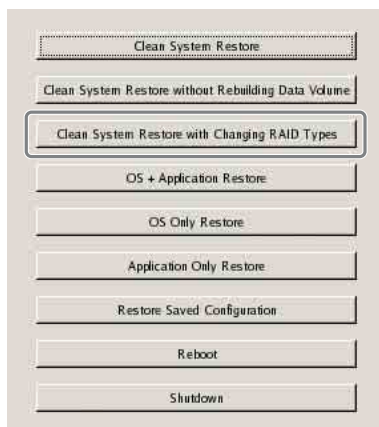 Clean System Restore
Clean System Restore without Rebuilding Data Volume
Clean System Restore with Changing RAID Types
OS + Application Restore
OS Only Restore
Application Only Restore
Restore Saved Configuration
Reboot
Shutdown